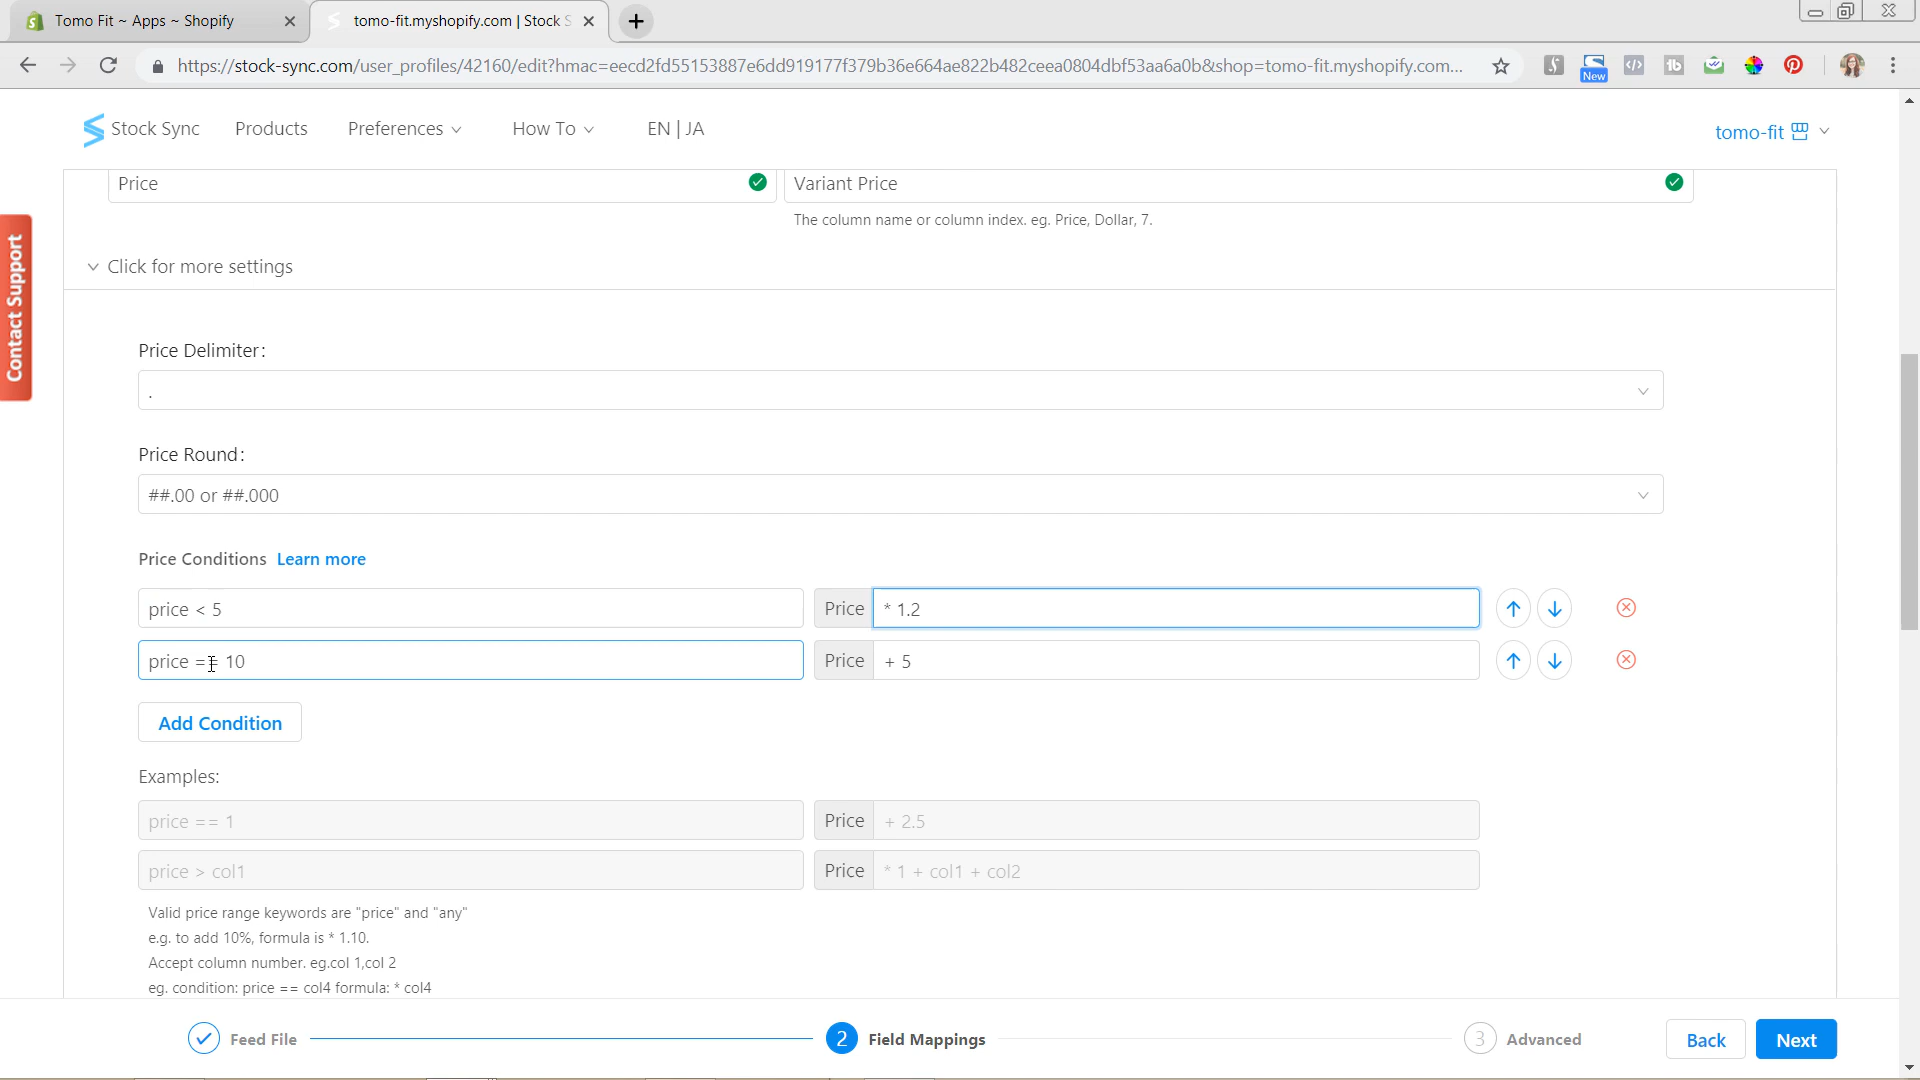 Tomo Fit ~ Apps ~ Shopify
tomo-fit.myshopify.com | Stock S
https://stock-sync.com/user_profiles/42160/edit?hmac=eecd2fd55153887e6dd919177f379b36e664ae822b482ceea0804dbf53aa6a0b&shop=tomo-fit.myshopify.com...
New
Stock Sync
Products
Preferences
How To
EN | JA
tomo-fit
Contact Support
Price
Variant Price
The column name or column index. eg. Price, Dollar, 7.
Click for more settings
Price Delimiter:
.
Price Round:
##.00 or ##.000
Price Conditions Learn more
price < 5
Price
* 1.2
price == 10
Price
+ 5
Add Condition
Examples:
price == 1
Price
+ 2.5
price > col1
Price
* 1 + col1 + col2
Valid price range keywords are "price" and "any"
e.g. to add 10%, formula is * 1.10.
Accept column number. eg.col 1,col 2
eg. condition: price == col4 formula: * col4
Feed File
2
Field Mappings
3
Advanced
Back
Next